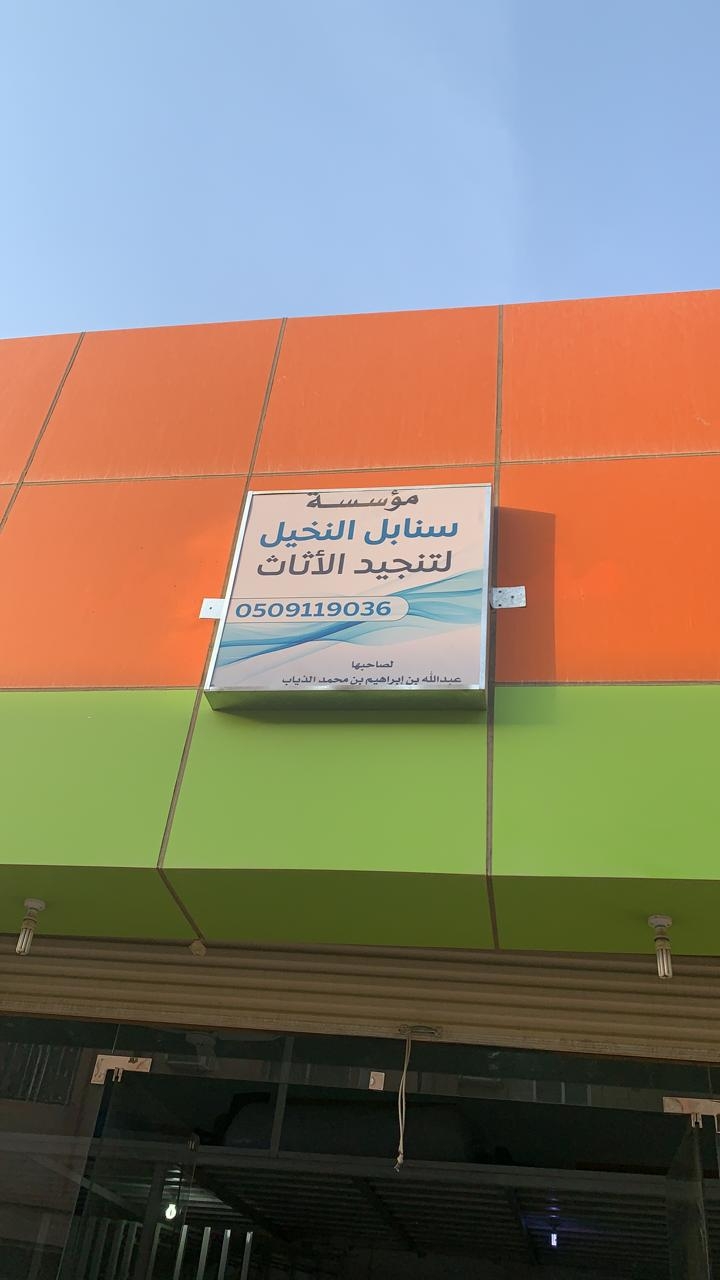 مؤسسة
سنابل النخيل
لتنجيد الأثاث
0509119036
لصاحبها
عبدالله بن إبراهيم بن محمد الذياب